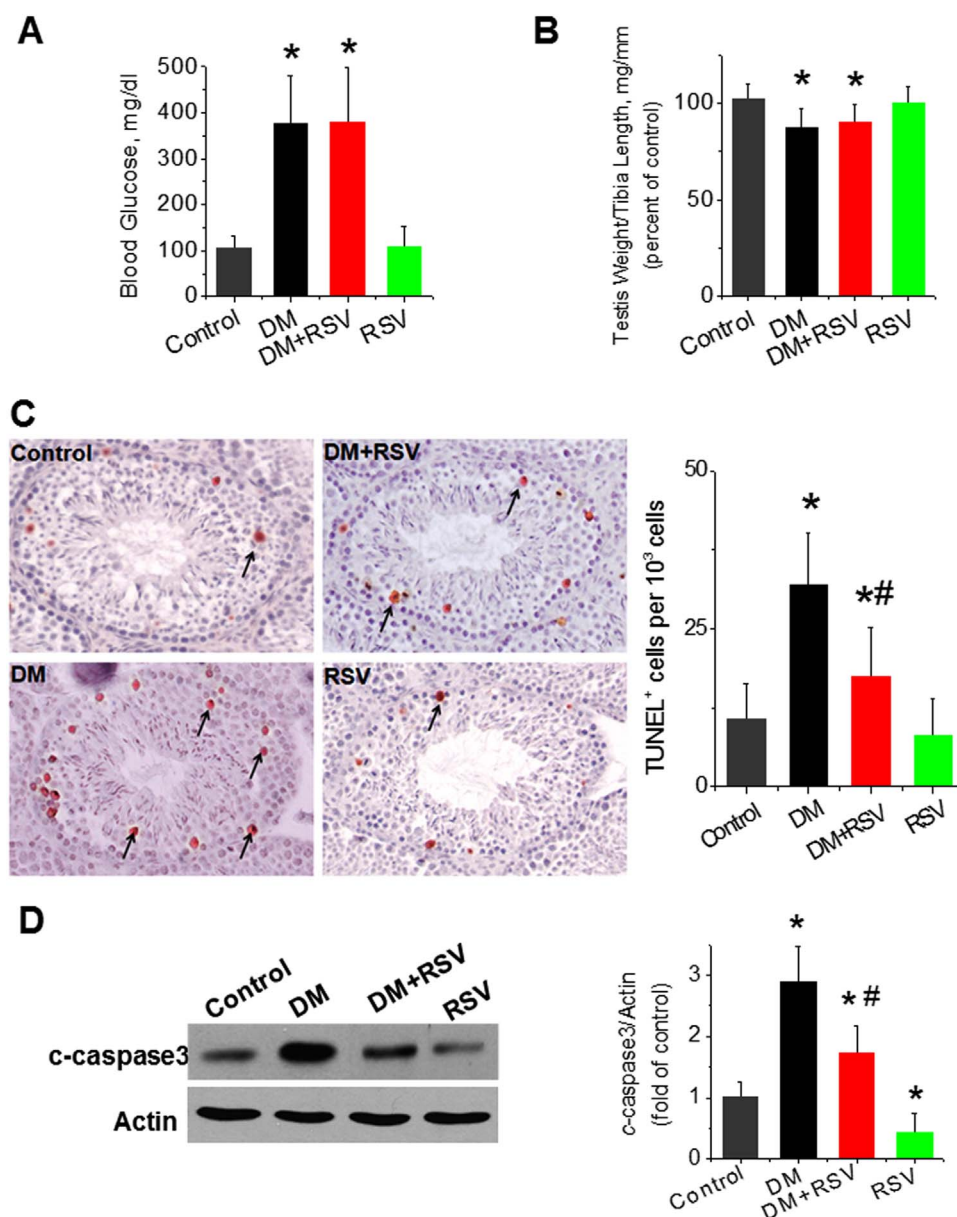 A
Blood Glucose, mg/dl
500
400
300
200
100
0
* *
Control DM DM+RSV RSV
B
Testis Weight/Tibia Length, mg/mm
(percent of control)
100
50
0
* *
Control DM DM+RSV RSV
C
Control
DM+RSV
DM
RSV
TUNEL⁺ cells per 10³ cells
50
25
0
*
*#
Control DM DM+RSV RSV
D
Control DM DM+RSV RSV
c-caspase3
Actin
c-caspase3/Actin
(fold of control)
3
2
1
0
*
* #
*
Control DM DM+RSV RSV